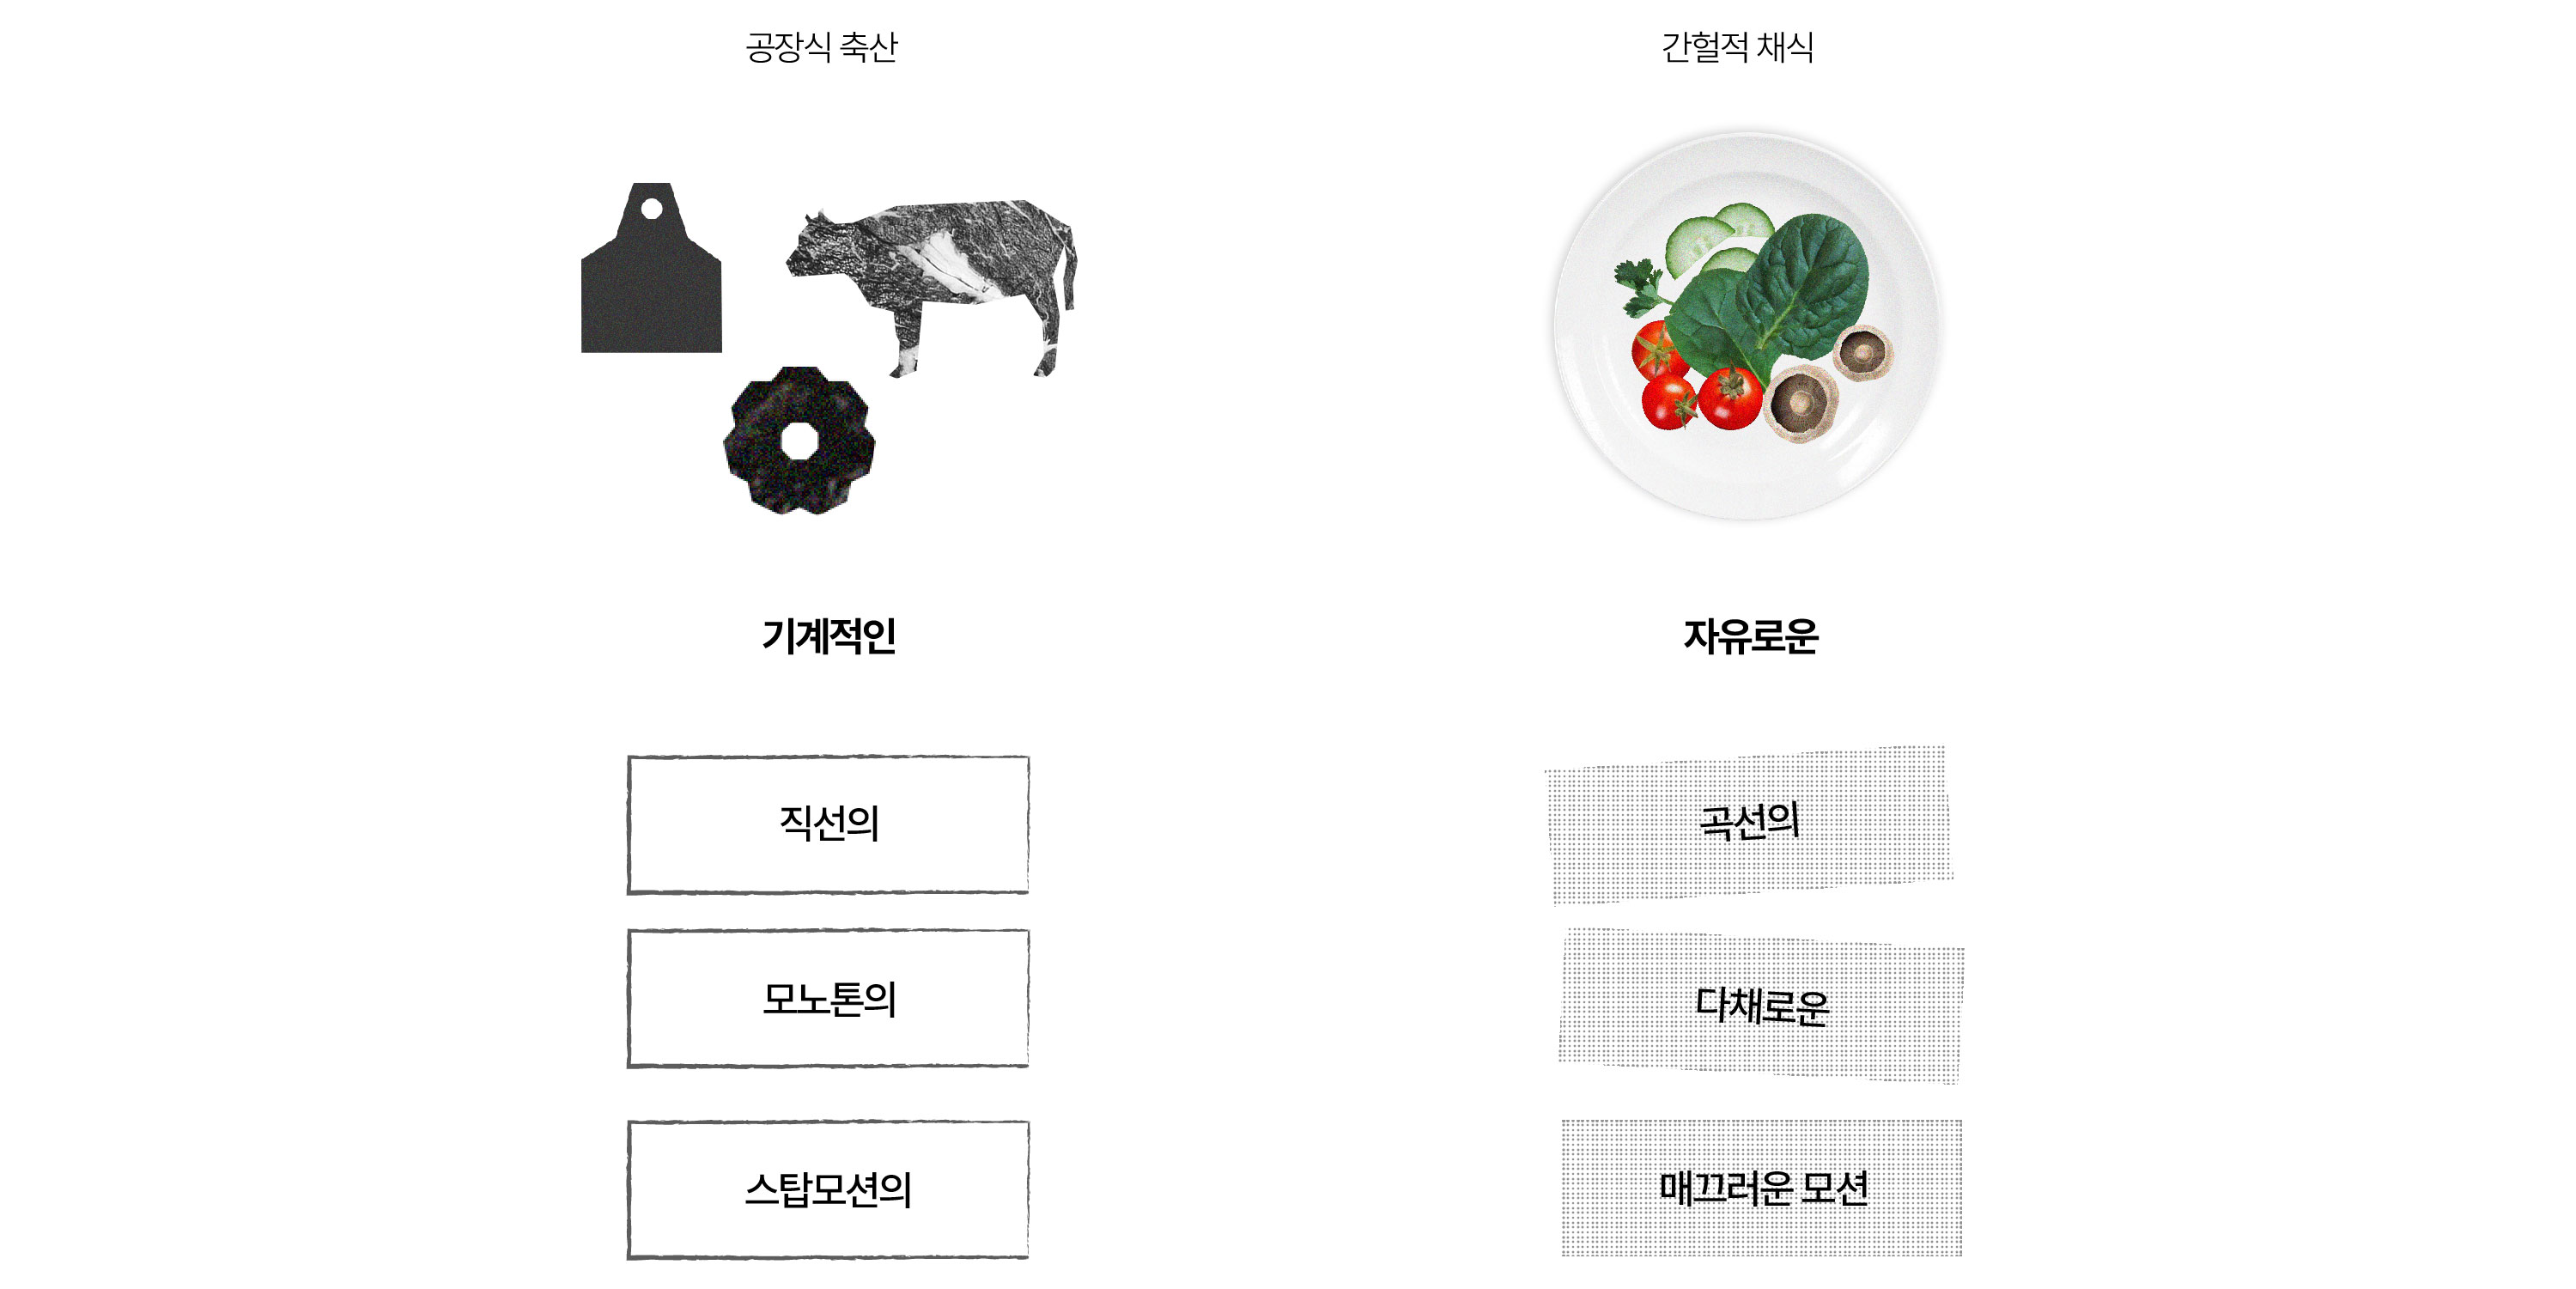 공장식 축산
간헐적 채식
기계적인
자유로운
직선의
곡선의
모노톤의
다채로운
스탑모션의
매끄러운 모션